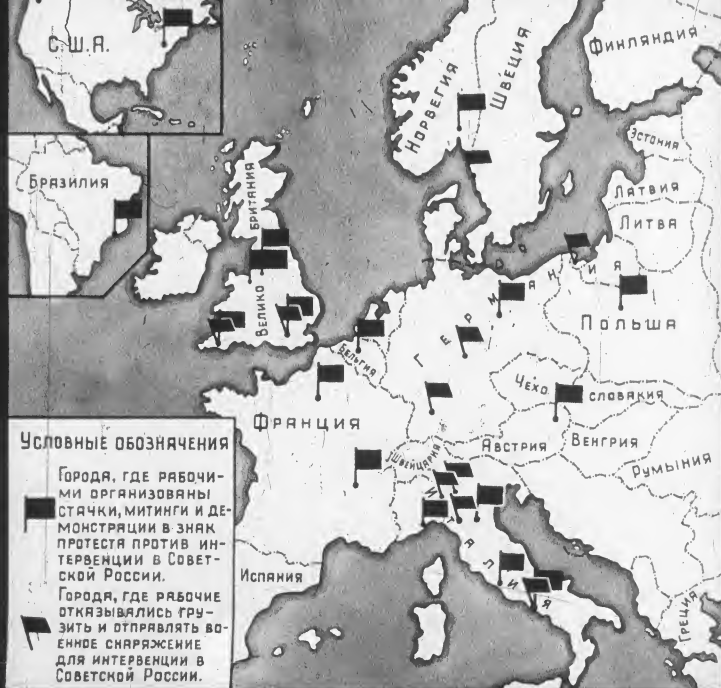 С.Ш.А.
БРАЗИЛИЯ
НОРВЕГИЯ
ШВЕЦИЯ
ФИНЛЯНДИЯ
ЭСТОНИЯ
ЛАТВИЯ
ЛИТВА
ВЕЛИКО
БРИТАНИЯ
ГЕРМАНИЯ
ПОЛЬША
БЕЛЬГИЯ
ФРАНЦИЯ
ЧЕХО СЛОВАКИЯ
ШВЕЙЦАРИЯ
АВСТРИЯ
ВЕНГРИЯ
РУМЫНИЯ
ИТАЛИЯ
ИСПАНИЯ
ГРЕЦИЯ
УСЛОВНЫЕ ОБОЗНАЧЕНИЯ
ГОРОДА, ГДЕ РАБОЧИ-
МИ ОРГАНИЗОВАНЫ
СТАЧКИ, МИТИНГИ И ДЕ-
МОНСТРАЦИИ В ЗНАК
ПРОТЕСТА ПРОТИВ ИН-
ТЕРВЕНЦИИ В СОВЕТ-
СКОЙ РОССИИ.
ГОРОДА, ГДЕ РАБОЧИЕ
ОТКАЗЫВАЛИСЬ ГРУ-
ЗИТЬ И ОТПРАВЛЯТЬ ВО-
ЕННОЕ СНАРЯЖЕНИЕ
ДЛЯ ИНТЕРВЕНЦИИ В
СОВЕТСКОЙ РОССИИ.